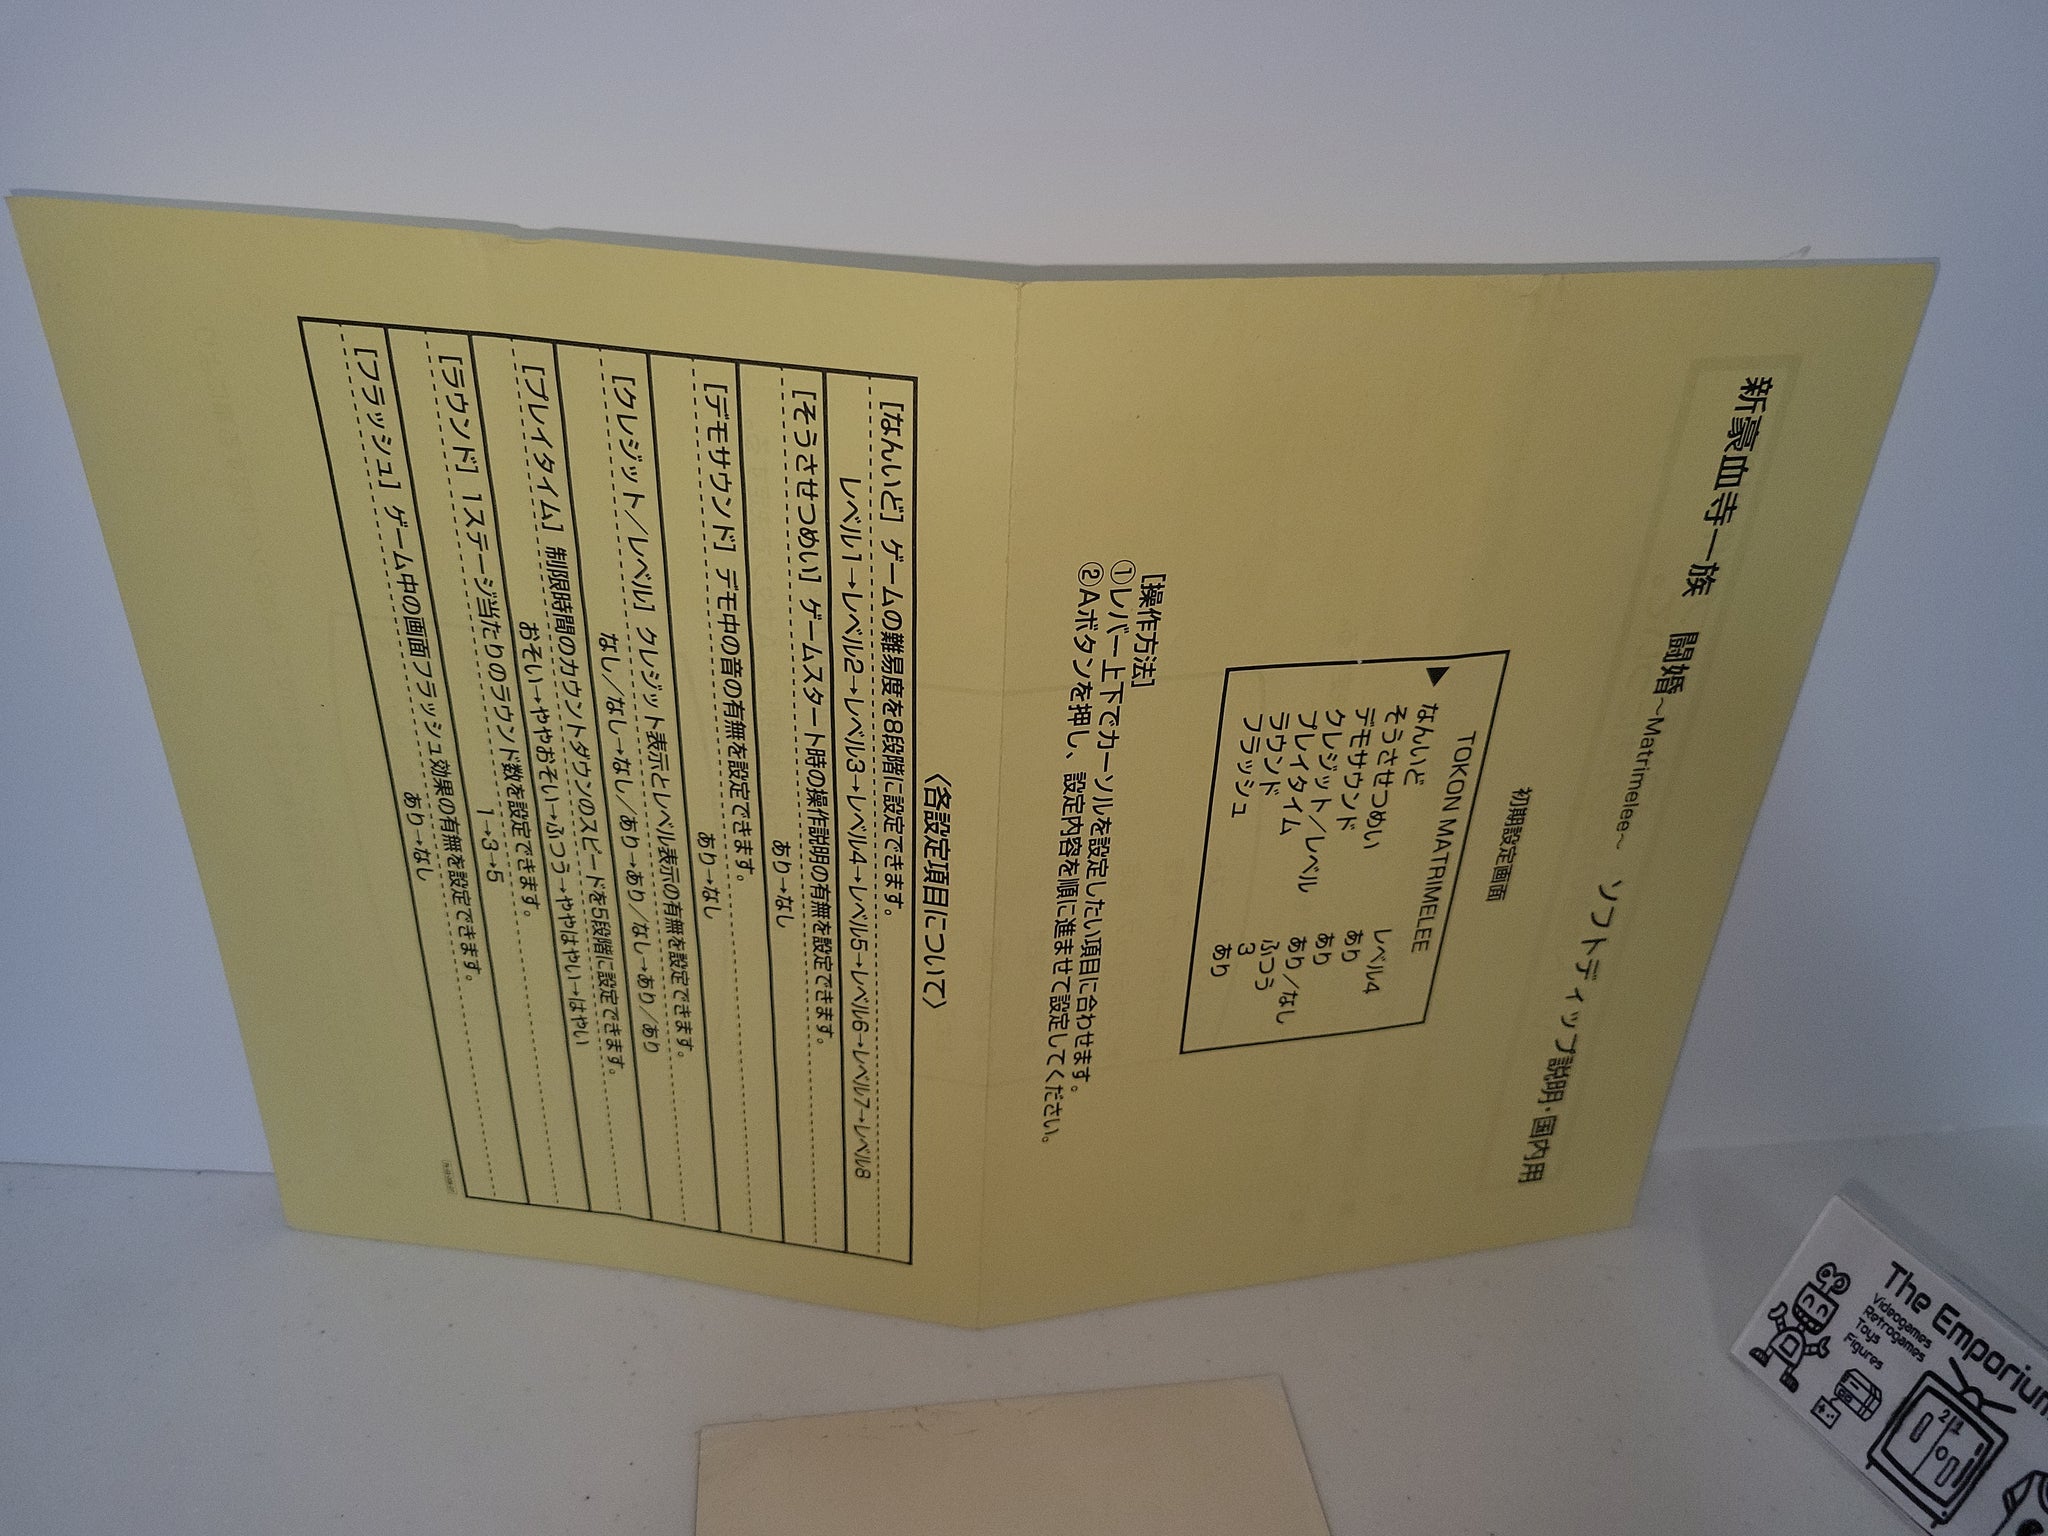 新豪血寺一族 闘婚~Matrimelee~ ソフトディップ説明・国内用
初期設定画面
TOKON MATRIMELEE
▶ なんいど レベル4
そうさせつめい あり
デモサウンド あり
クレジット/レベル あり/なし
プレイタイム ふつう
ラウンド 3
フラッシュ あり
[操作方法]
①レバー上下でカーソルを設定したい項目に合わせます。
②Aボタンを押し、設定内容を順に進ませて設定してください。
〈各設定項目について〉
[なんいど] ゲームの難易度を8段階に設定できます。
レベル1→レベル2→レベル3→レベル4→レベル5→レベル6→レベル7→レベル8
[そうさせつめい] ゲームスタート時の操作説明の有無を設定できます。
あり→なし
[デモサウンド] デモ中の音の有無を設定できます。
あり→なし
[クレジット/レベル] クレジット表示とレベル表示の有無を設定できます。
なし/なし→なし/あり→あり/なし→あり/あり
[プレイタイム] 制限時間のカウントダウンのスピードを5段階に設定できます。
おそい→ややおそい→ふつう→ややはやい→はやい
[ラウンド] 1ステージ当たりのラウンド数を設定できます。
1→3→5
[フラッシュ] ゲーム中の画面フラッシュ効果の有無を設定できます。
あり→なし
The Emporium
Videogames
Retrogames
Toys
Figures